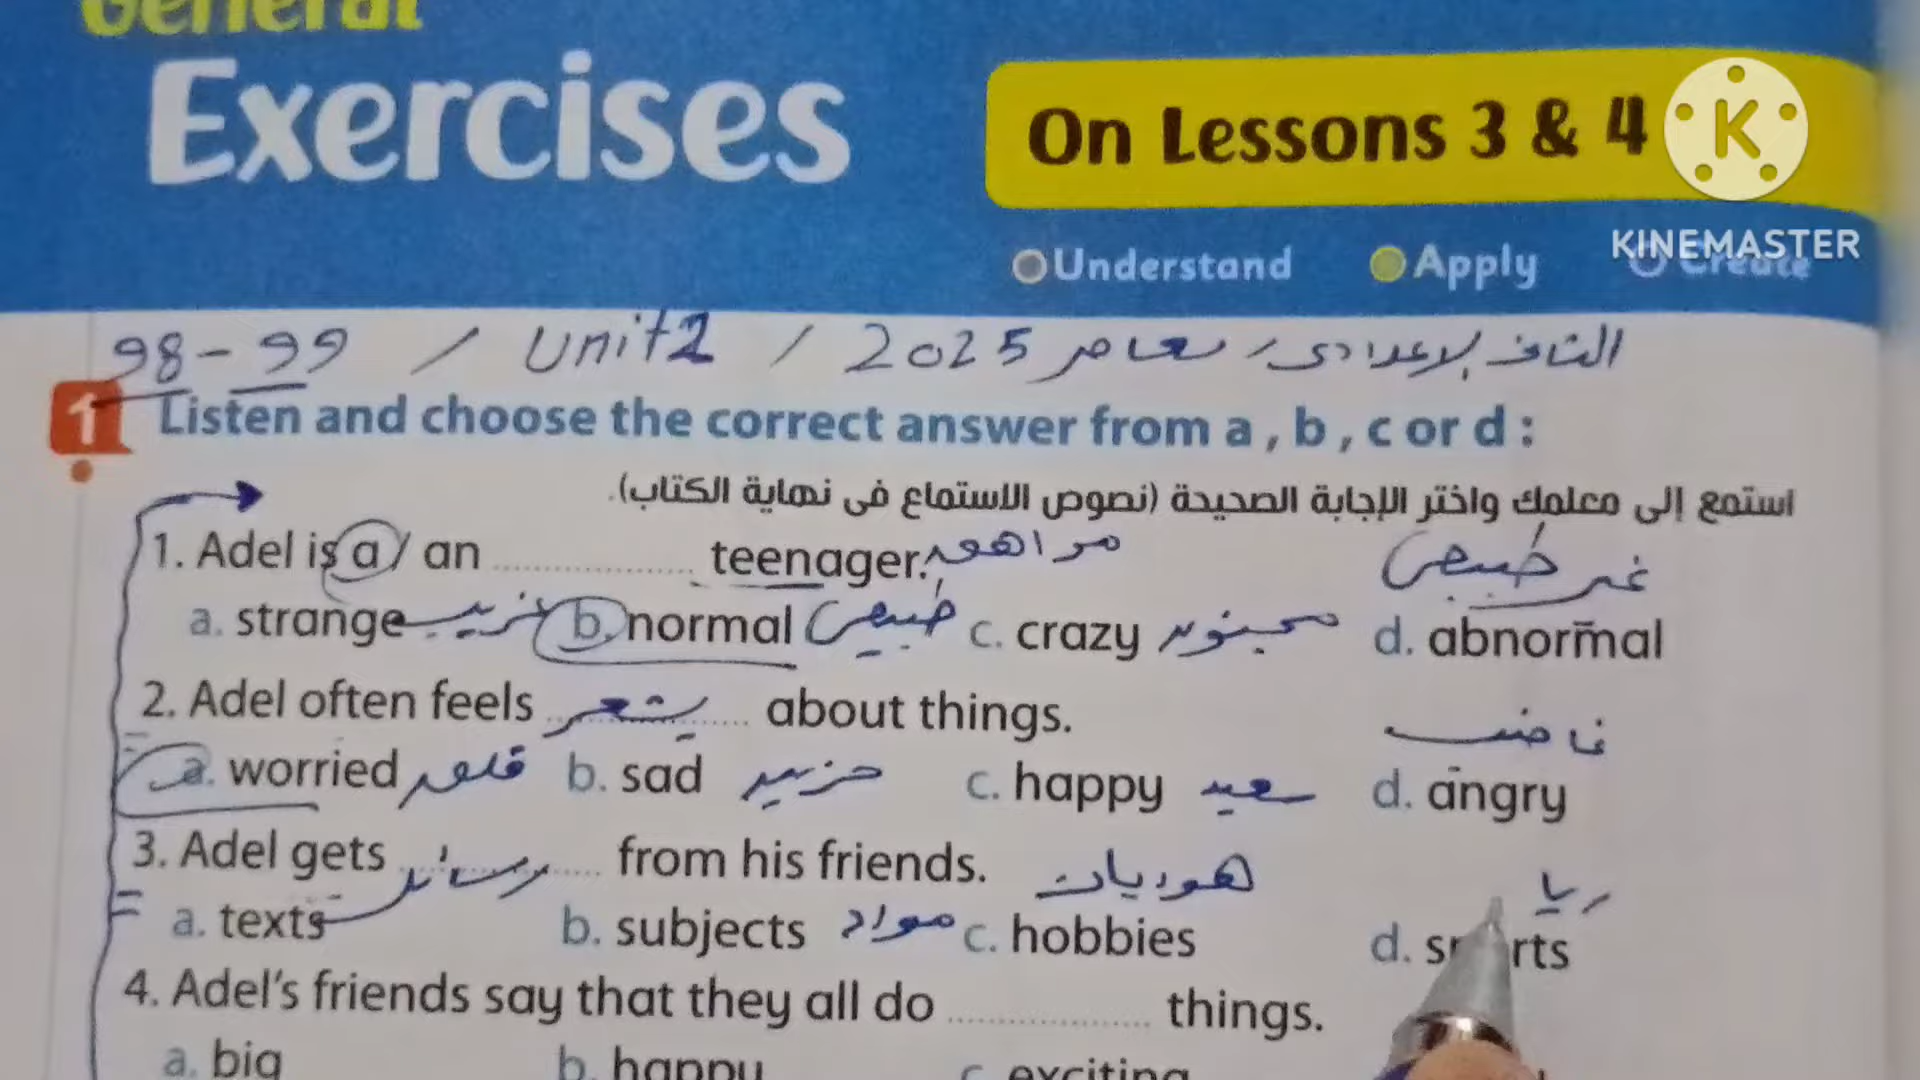 General
Exercises
On Lessons 3 & 4
KINEMASTER
Understand Apply Create
98-99 / Unit2 / 2025 معاصر / الثانى الإعدادى
1 Listen and choose the correct answer from a , b , c or d :
استمع إلى معلمك واختر الإجابة الصحيحة (نصوص الاستماع فى نهاية الكتاب).
1. Adel is a / an .................... teenager. مراهق غير طبيعى
a. strange غريب b. normal طبيعى c. crazy مجنون d. abnormal
2. Adel often feels يشعر about things. غاضب
a. worried قلق b. sad حزين c. happy سعيد d. angry
3. Adel gets رسائل from his friends. هوايات ريا
a. texts b. subjects مواد c. hobbies d. sports
4. Adel's friends say that they all do .................... things.
a. big b. happy c. exciting